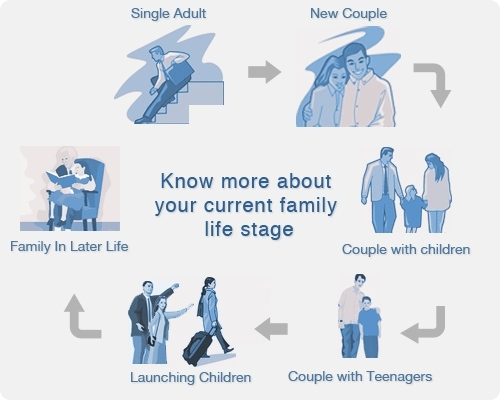 Single Adult
New Couple
Know more about
your current family
life stage
Couple with children
Family In Later Life
Launching Children
Couple with Teenagers